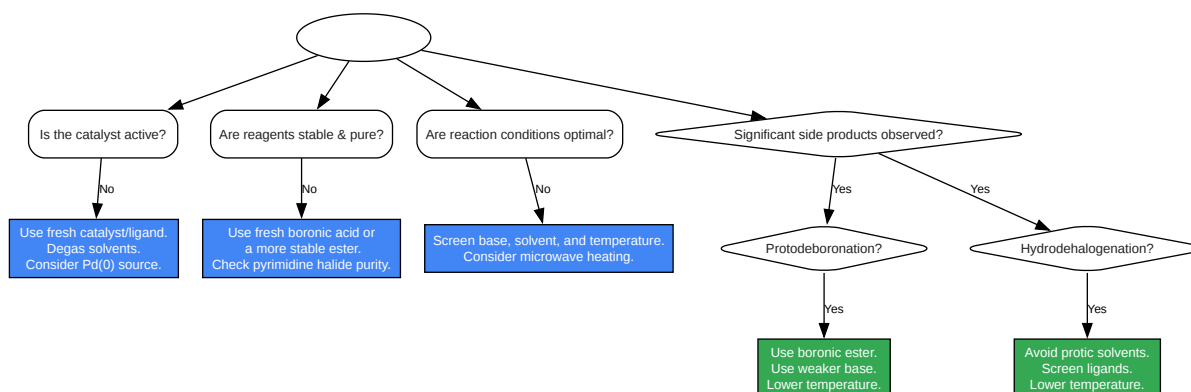 Is the catalyst active?
Are reagents stable & pure?
Are reaction conditions optimal?
Significant side products observed?
No
No
No
Yes
Yes
Use fresh catalyst/ligand.
Degas solvents.
Consider Pd(0) source.
Use fresh boronic acid or
a more stable ester.
Check pyrimidine halide purity.
Screen base, solvent, and temperature.
Consider microwave heating.
Protodeboronation?
Hydrodehalogenation?
Yes
Yes
Use boronic ester.
Use weaker base.
Lower temperature.
Avoid protic solvents.
Screen ligands.
Lower temperature.